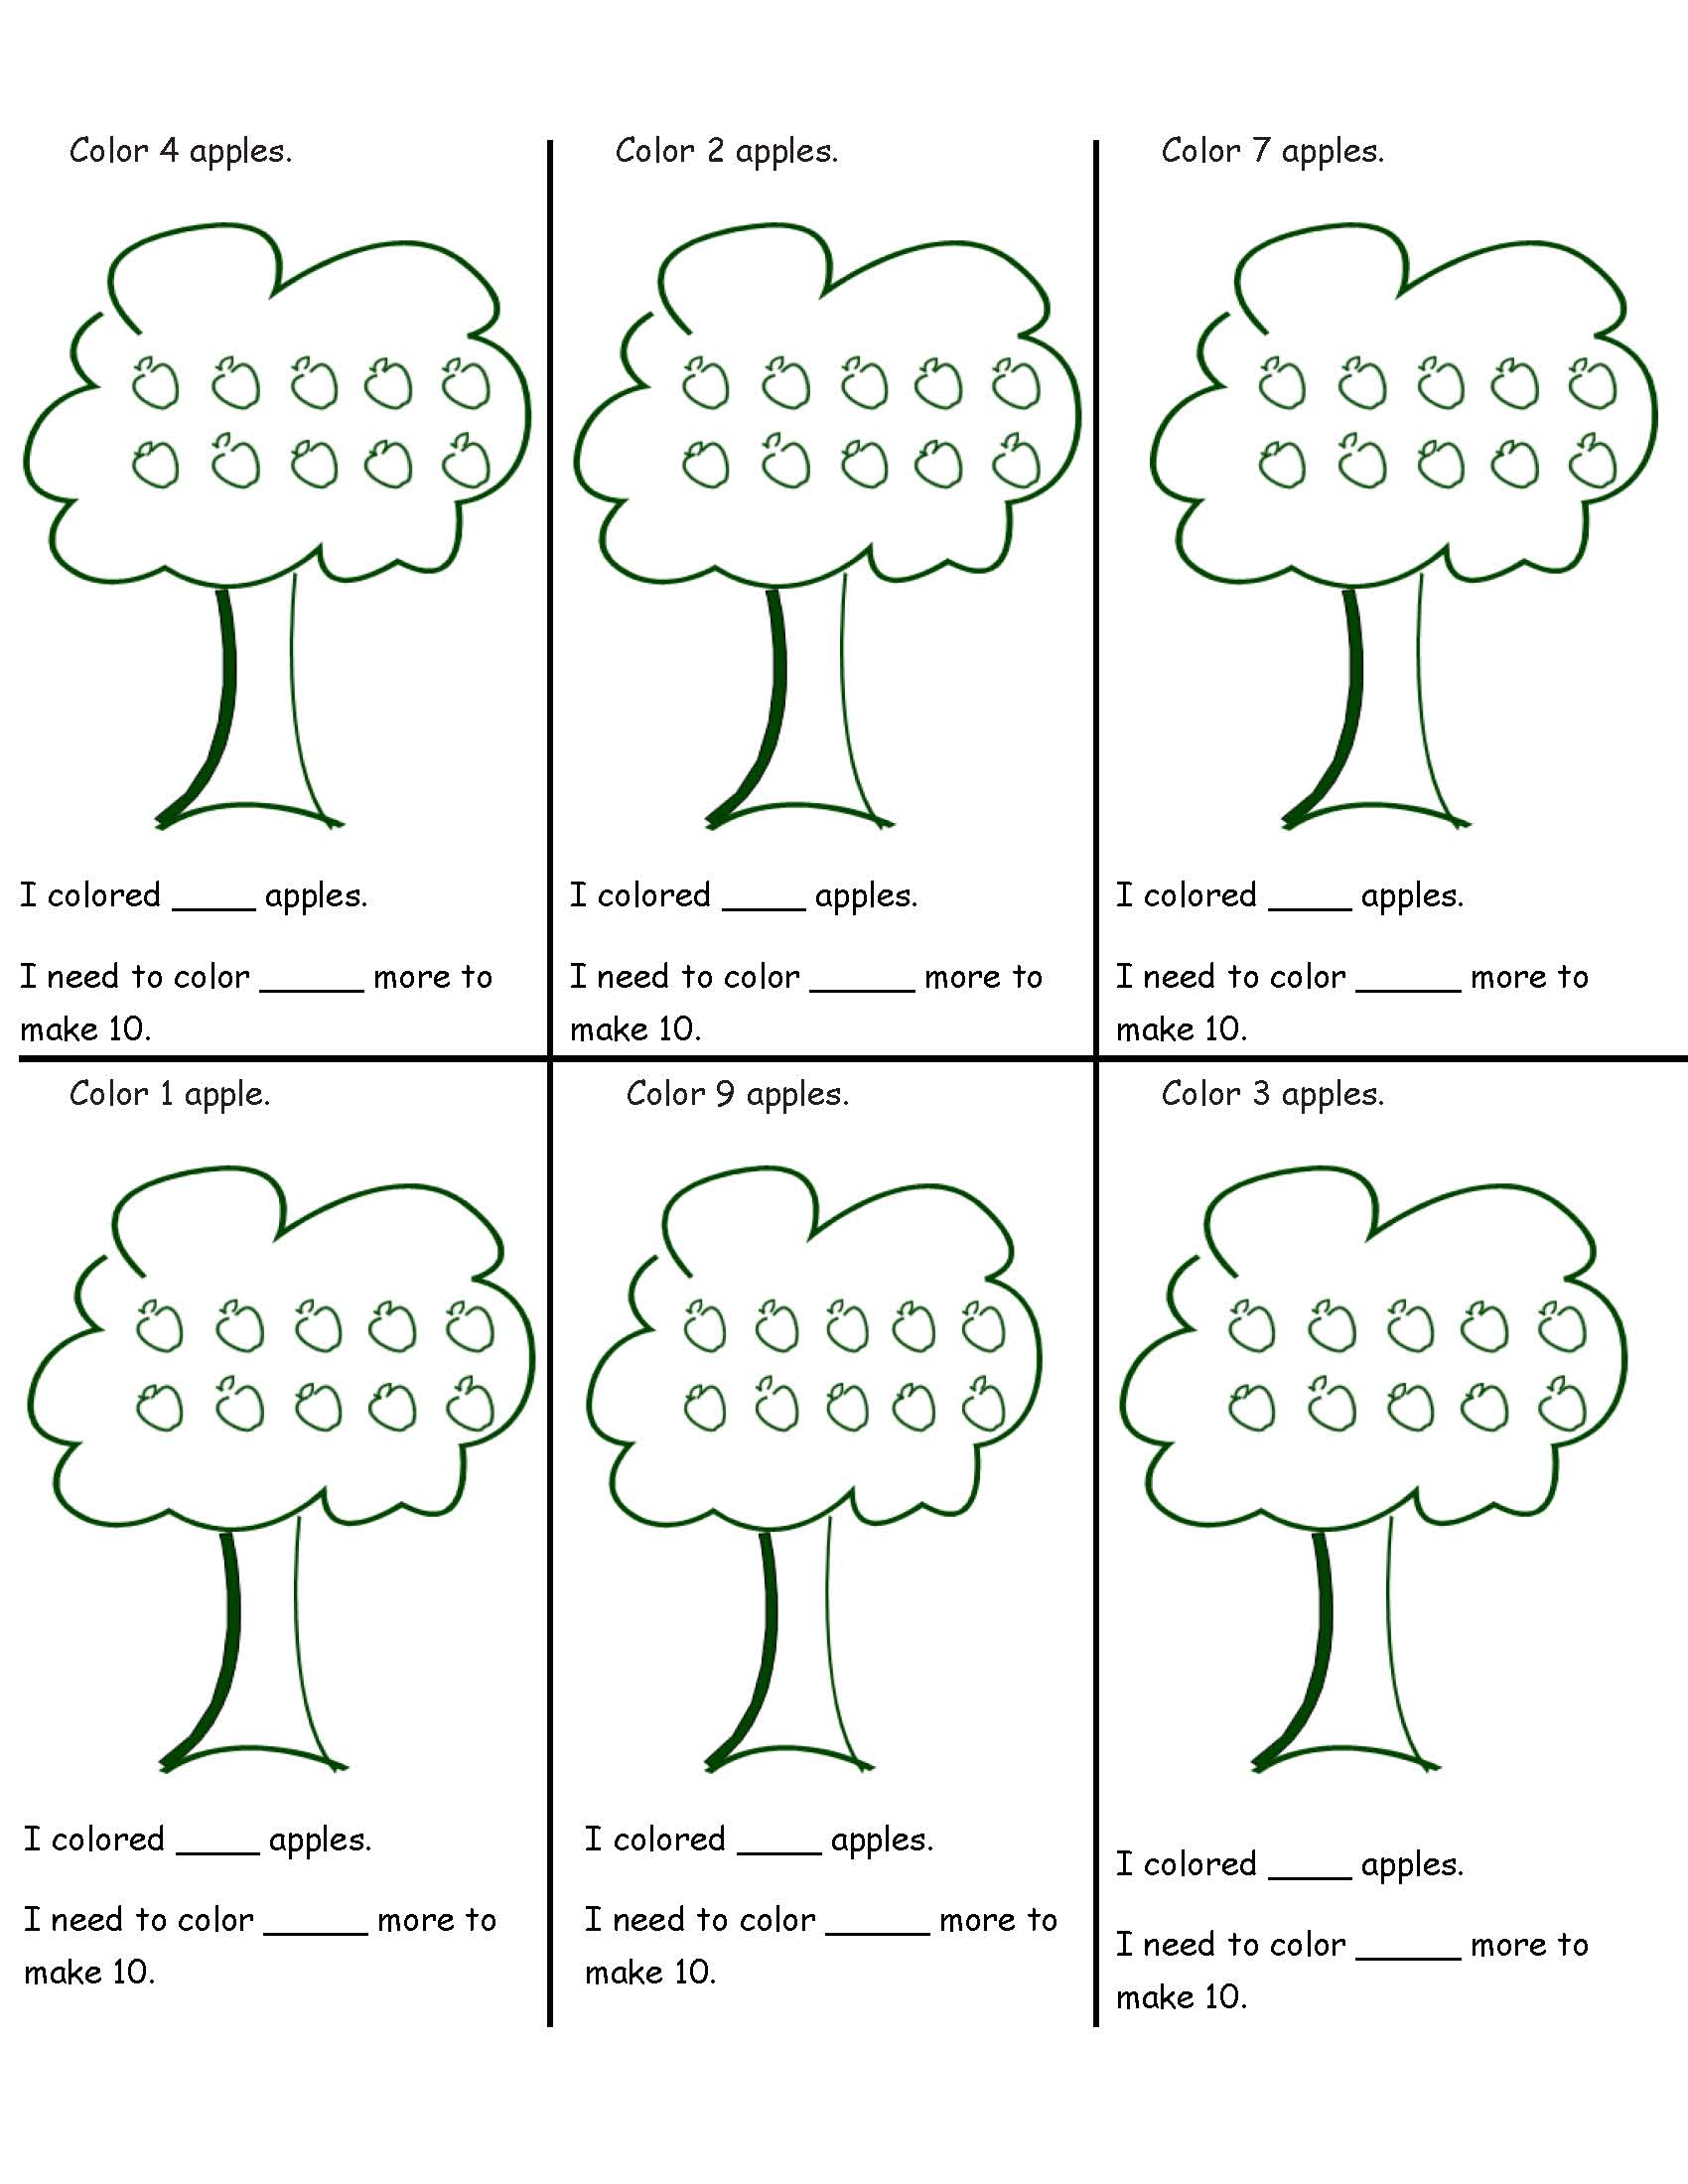 Color 4 apples.
I colored _____ apples.
I need to color ______ more to
make 10.
Color 2 apples.
I colored _____ apples.
I need to color ______ more to
make 10.
Color 7 apples.
I colored _____ apples.
I need to color ______ more to
make 10.
Color 1 apple.
I colored _____ apples.
I need to color ______ more to
make 10.
Color 9 apples.
I colored _____ apples.
I need to color ______ more to
make 10.
Color 3 apples.
I colored _____ apples.
I need to color ______ more to
make 10.